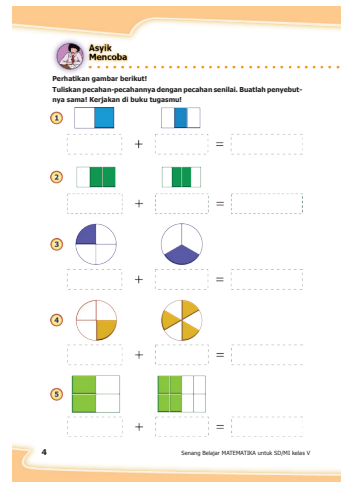 Asyik
Mencoba
Perhatikan gambar berikut!
Tuliskan pecahan-pecahannya dengan pecahan senilai. Buatlah penyebut-
nya sama! Kerjakan di buku tugasmu!
1
+ =
2
+ =
3
+ =
4
+ =
5
+ =
4 Senang Belajar MATEMATIKA untuk SD/MI kelas V